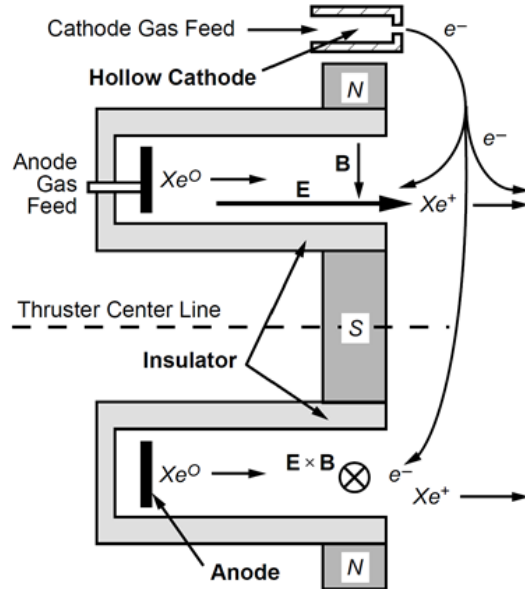 Cathode Gas Feed
e⁻
Hollow Cathode
N
e⁻
Anode
Gas
Feed
Xe⁰
B
E
Xe⁺
Thruster Center Line
S
Insulator
Xe⁰
E × B
e⁻
Xe⁺
Anode
N